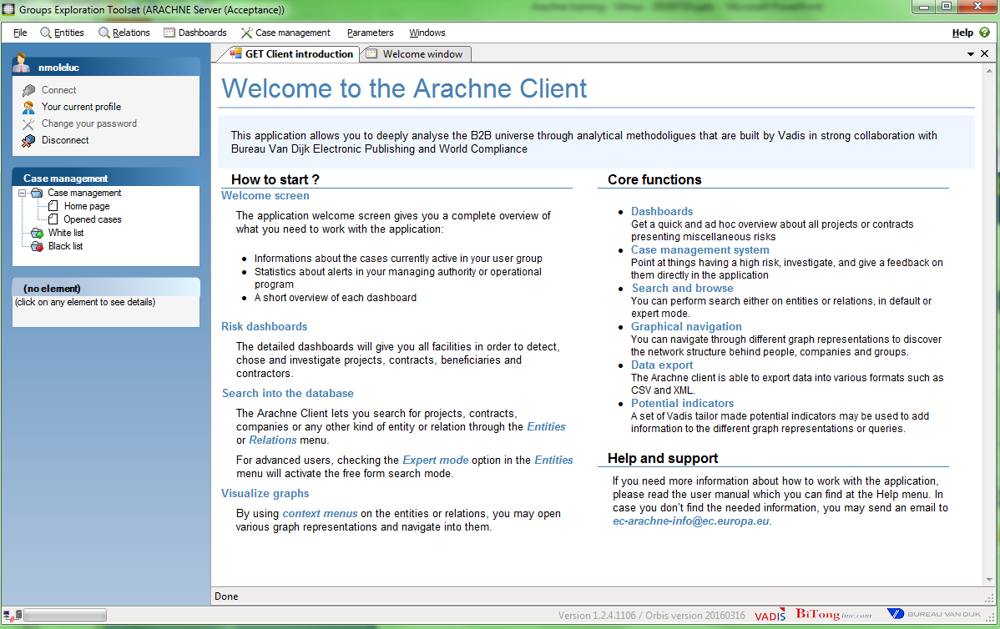 Groups Exploration Toolset (ARACHNE Server (Acceptance))
File Entities Relations Dashboards Case management Parameters Windows Help
nmoleluc
Connect
Your current profile
Change your password
Disconnect
Case management
Case management
Home page
Opened cases
White list
Black list
(no element)
(click on any element to see details)
GET Client introduction Welcome window
Welcome to the Arachne Client
This application allows you to deeply analyse the B2B universe through analytical methodoligues that are built by Vadis in strong collaboration with
Bureau Van Dijk Electronic Publishing and World Compliance
How to start ?
Welcome screen
The application welcome screen gives you a complete overview of
what you need to work with the application:
Informations about the cases currently active in your user group
Statistics about alerts in your managing authority or operational
program
A short overview of each dashboard
Risk dashboards
The detailed dashboards will give you all facilities in order to detect,
chose and investigate projects, contracts, beneficiaries and
contractors.
Search into the database
The Arachne Client lets you search for projects, contracts,
companies or any other kind of entity or relation through the Entities
or Relations menu.
For advanced users, checking the Expert mode option in the Entities
menu will activate the free form search mode.
Visualize graphs
By using context menus on the entities or relations, you may open
various graph representations and navigate into them.
Core functions
Dashboards
Get a quick and ad hoc overview about all projects or contracts
presenting miscellaneous risks
Case management system
Point at things having a high risk, investigate, and give a feedback on
them directly in the application
Search and browse
You can perform search either on entities or relations, in default or
expert mode.
Graphical navigation
You can navigate through different graph representations to discover
the network structure behind people, companies and groups.
Data export
The Arachne client is able to export data into various formats such as
CSV and XML.
Potential indicators
A set of Vadis tailor made potential indicators may be used to add
information to the different graph representations or queries.
Help and support
If you need more information about how to work with the application,
please read the user manual which you can find at the Help menu. In
case you don't find the needed information, you may send an email to
ec-arachne-info@ec.europa.eu.
Done
Version 1.2.4.1106 / Orbis version 20160316 VADIS BiTongline.com BUREAU VAN DIJK